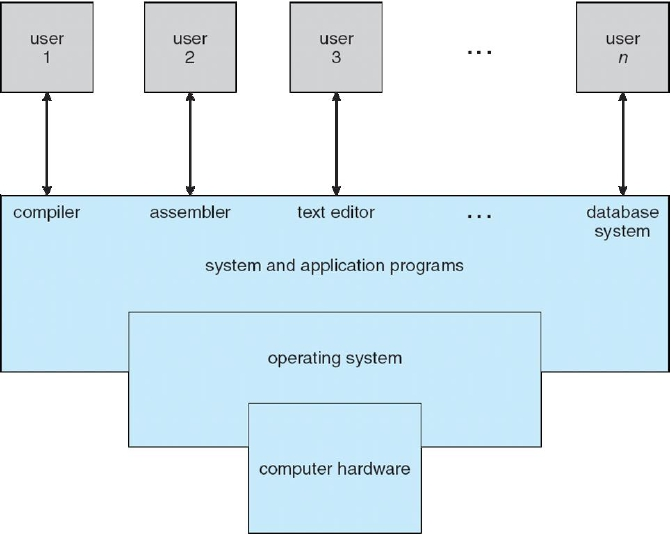 user
1
user
2
user
3
...
user
n
compiler
assembler
text editor
...
database
system
system and application programs
operating system
computer hardware